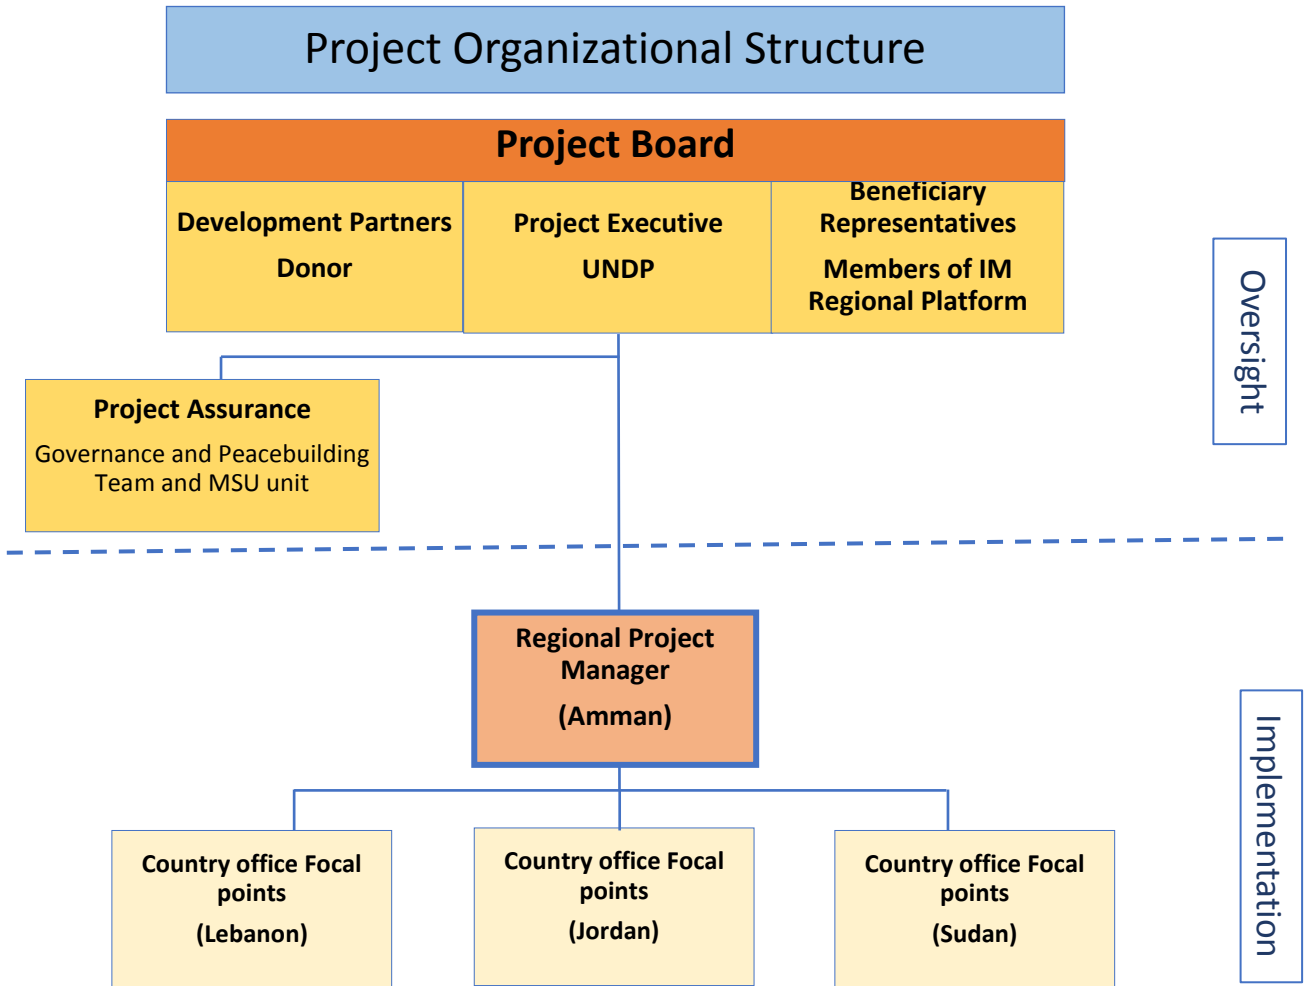 Project Organizational Structure
Project Board
Development Partners
Donor
Project Executive
UNDP
Beneficiary
Representatives
Members of IM
Regional Platform
Oversight
Project Assurance
Governance and Peacebuilding
Team and MSU unit
Regional Project
Manager
(Amman)
Implementation
Country office Focal
points
(Lebanon)
Country office Focal
points
(Jordan)
Country office Focal
points
(Sudan)